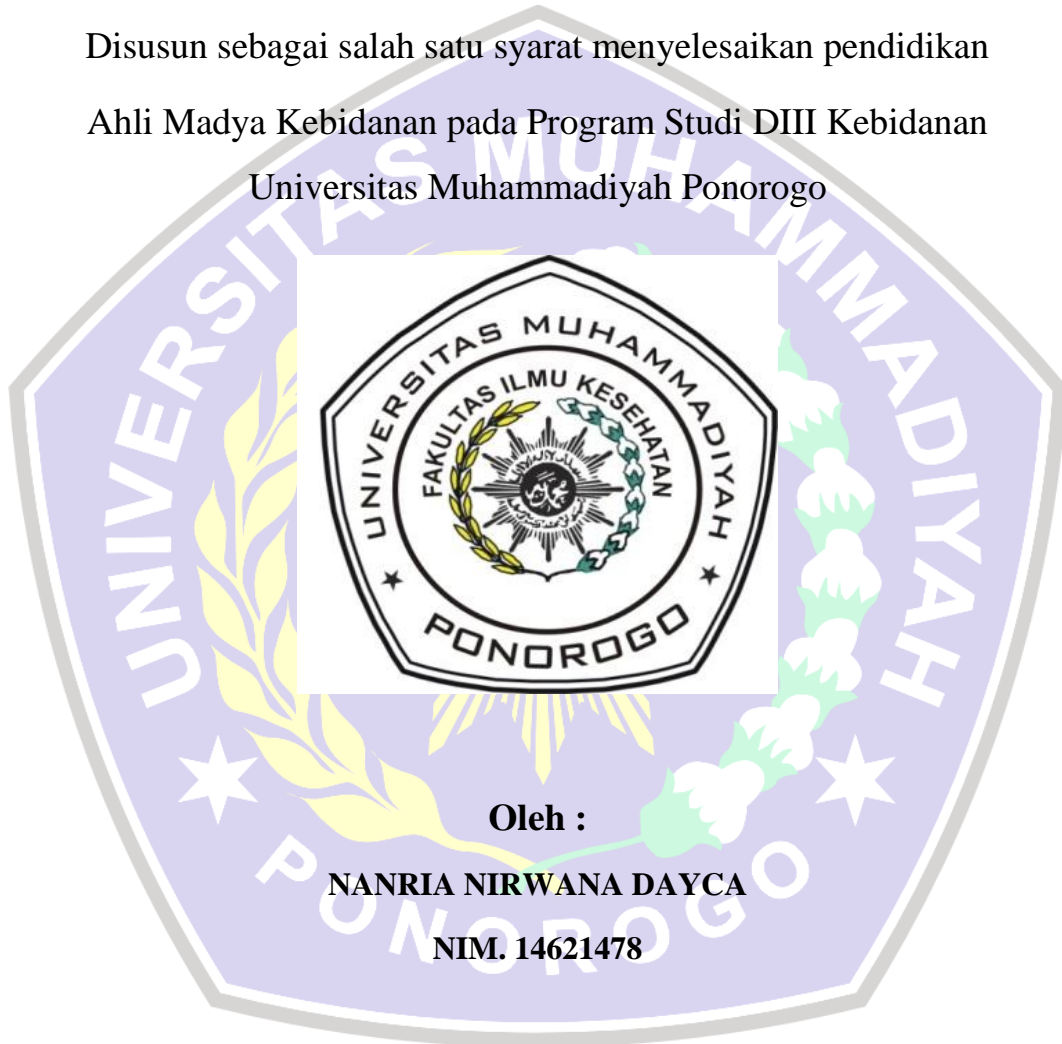 Disusun sebagai salah satu syarat menyelesaikan pendidikan
Ahli Madya Kebidanan pada Program Studi DIII Kebidanan
Universitas Muhammadiyah Ponorogo
UNIVERSITAS MUHAMMADIYAH
FAKULTAS ILMU KESEHATAN
PONOROGO
UNIVERSITAS MUHAMMADIYAH
PONOROGO
Oleh :
NANRIA NIRWANA DAYCA
NIM. 14621478